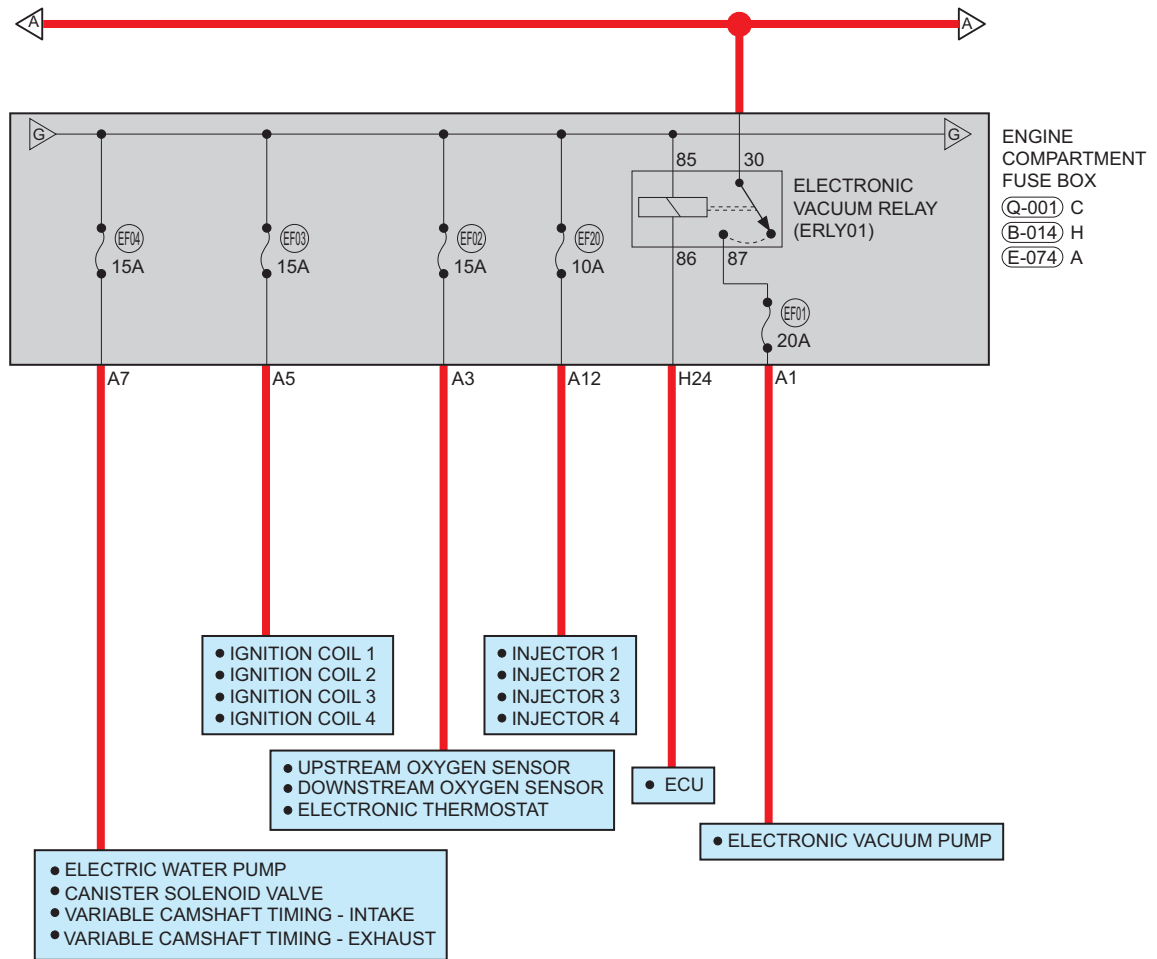 A
A
G
G
85
30
ELECTRONIC
VACUUM RELAY
(ERLY01)
86
87
EF04
15A
EF03
15A
EF02
15A
EF20
10A
EF01
20A
ENGINE
COMPARTMENT
FUSE BOX
Q-001 C
B-014 H
E-074 A
A7
A5
A3
A12
H24
A1
• IGNITION COIL 1
• IGNITION COIL 2
• IGNITION COIL 3
• IGNITION COIL 4
• INJECTOR 1
• INJECTOR 2
• INJECTOR 3
• INJECTOR 4
• UPSTREAM OXYGEN SENSOR
• DOWNSTREAM OXYGEN SENSOR
• ELECTRONIC THERMOSTAT
• ECU
• ELECTRONIC VACUUM PUMP
• ELECTRIC WATER PUMP
• CANISTER SOLENOID VALVE
• VARIABLE CAMSHAFT TIMING - INTAKE
• VARIABLE CAMSHAFT TIMING - EXHAUST